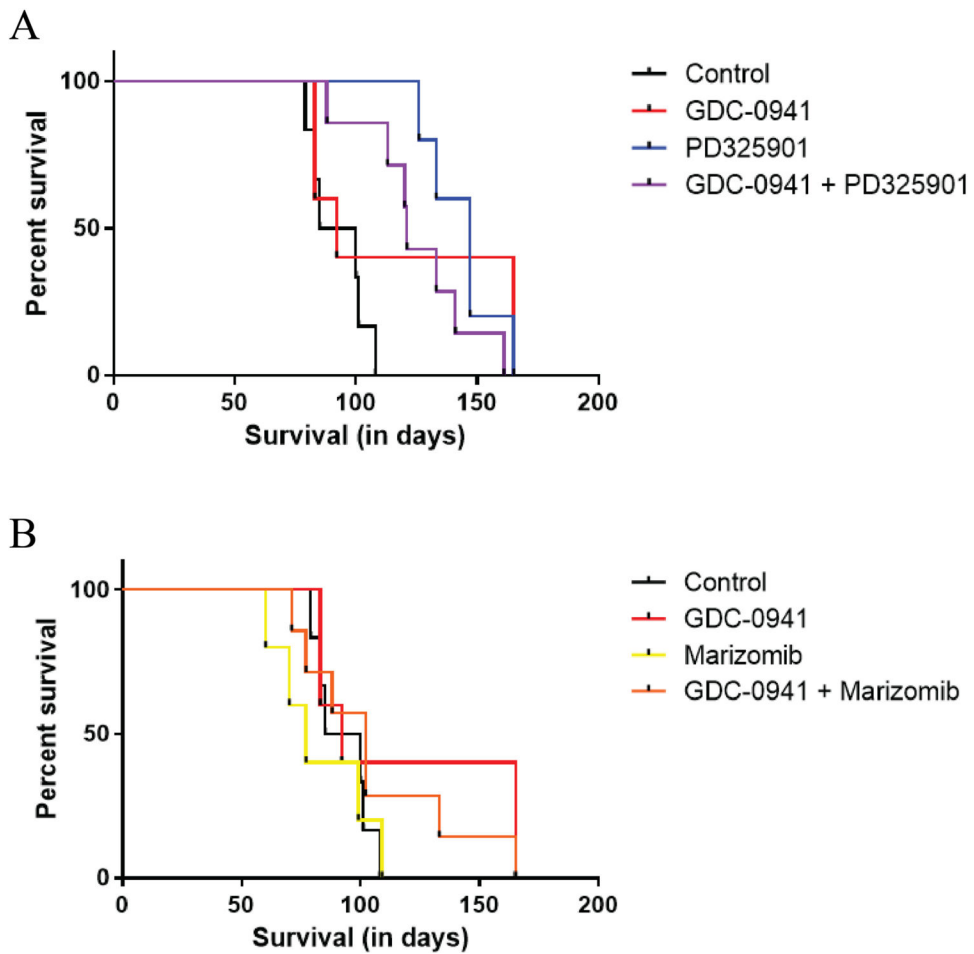 A
Percent survival
100
50
0
0 50 100 150 200
Survival (in days)
Control
GDC-0941
PD325901
GDC-0941 + PD325901
B
Percent survival
100
50
0
0 50 100 150 200
Survival (in days)
Control
GDC-0941
Marizomib
GDC-0941 + Marizomib